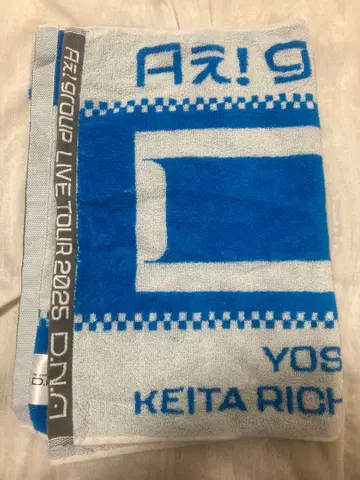 Aぇ! g
Aぇ! group LIVE TOUR 2025 D.N.A
YOS
KEITA RICH